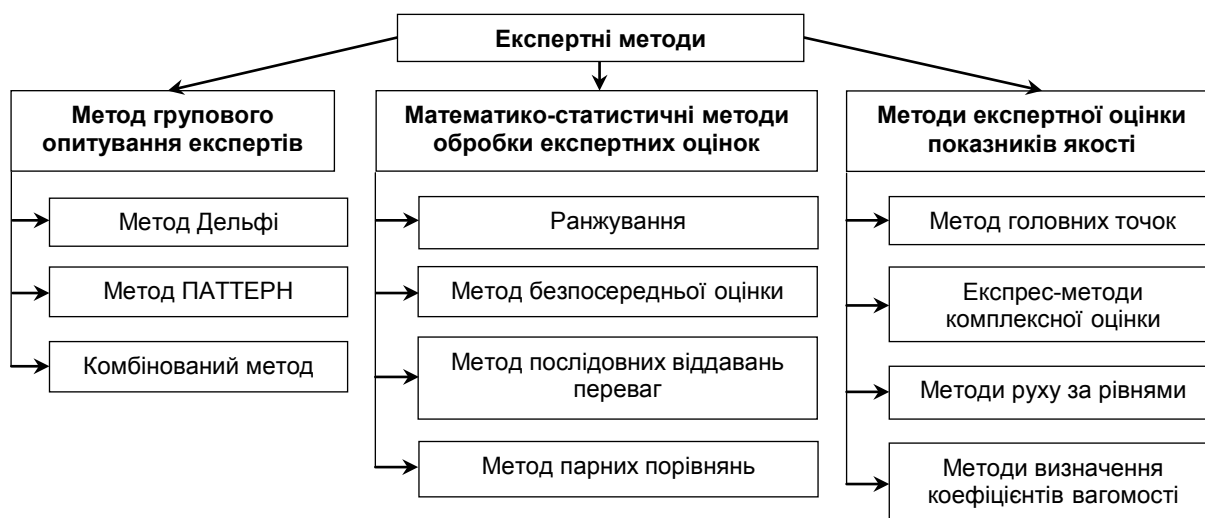 Експертні методи
Метод групового
опитування експертів
Метод Дельфі
Метод ПАТТЕРН
Комбінований метод
Математико-статистичні методи
обробки експертних оцінок
Ранжування
Метод безпосередньої оцінки
Метод послідовних віддавань
переваг
Метод парних порівнянь
Методи експертної оцінки
показників якості
Метод головних точок
Експрес-методи
комплексної оцінки
Методи руху за рівнями
Методи визначення
коефіцієнтів вагомості